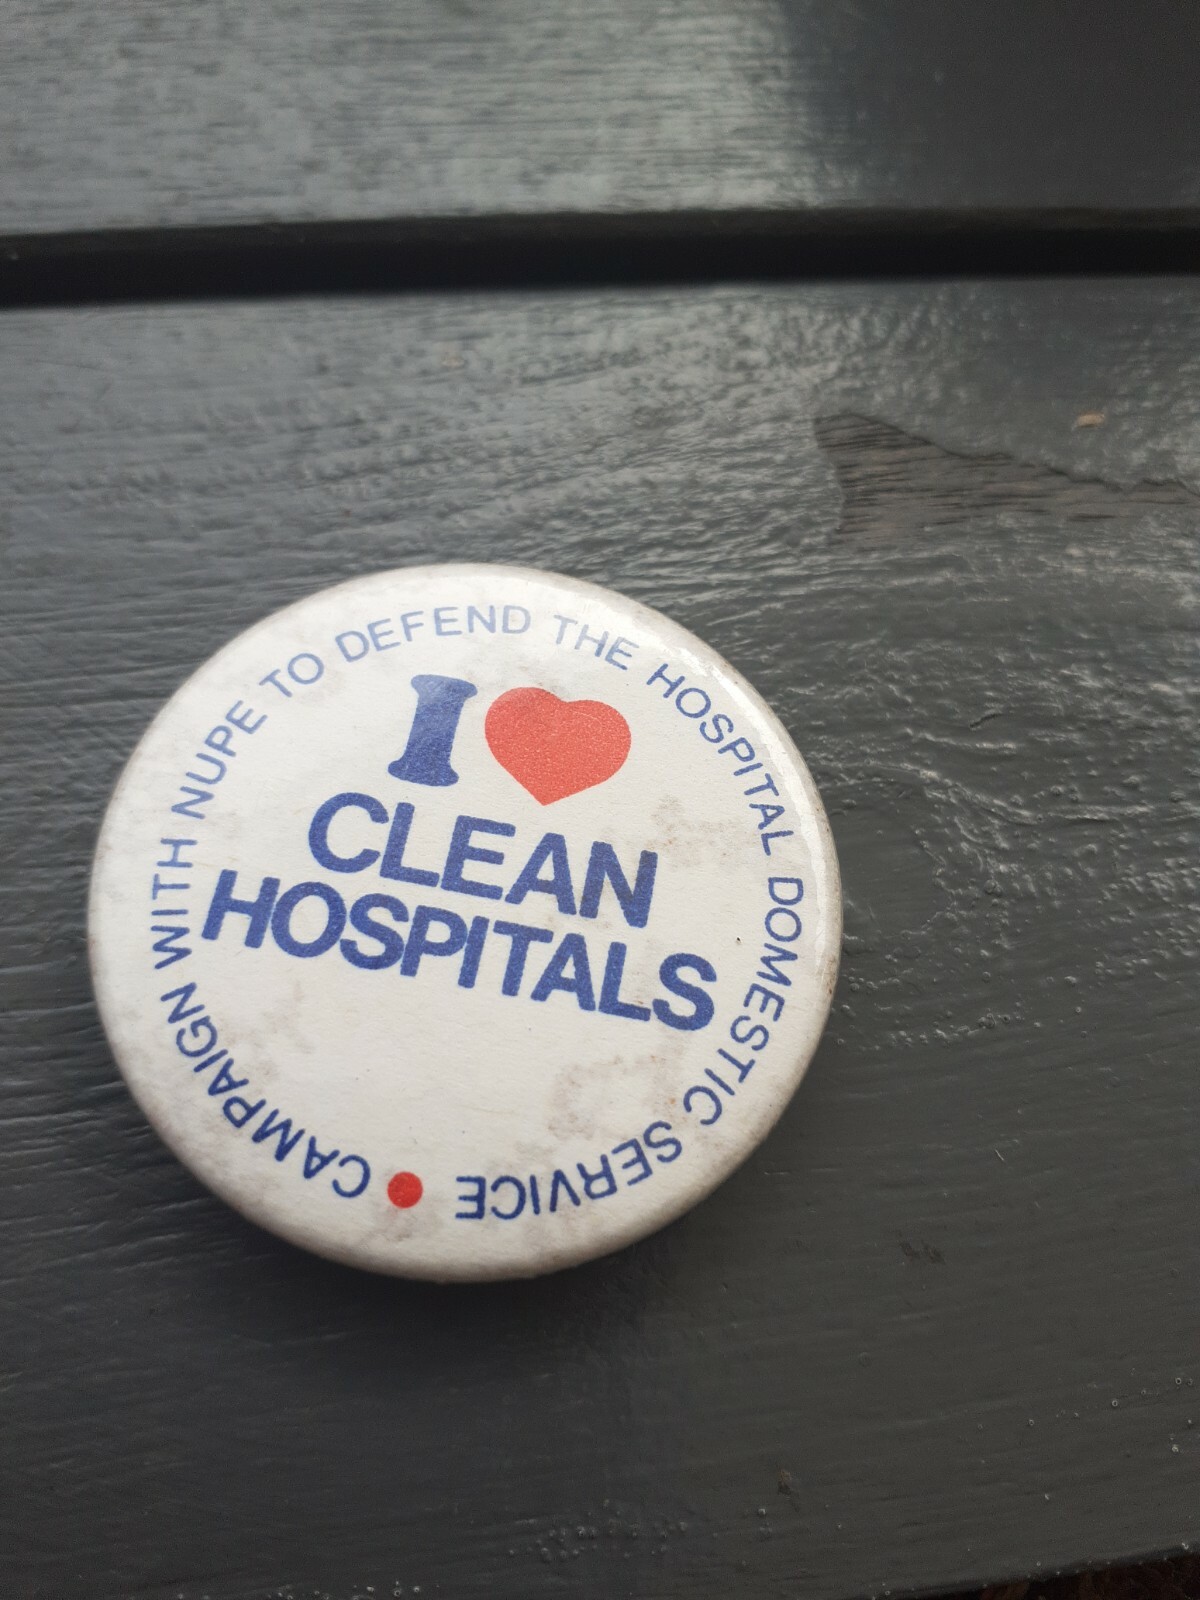 I ❤ CLEAN
HOSPITALS
CAMPAIGN WITH NUPE TO DEFEND THE HOSPITAL DOMESTIC SERVICE •